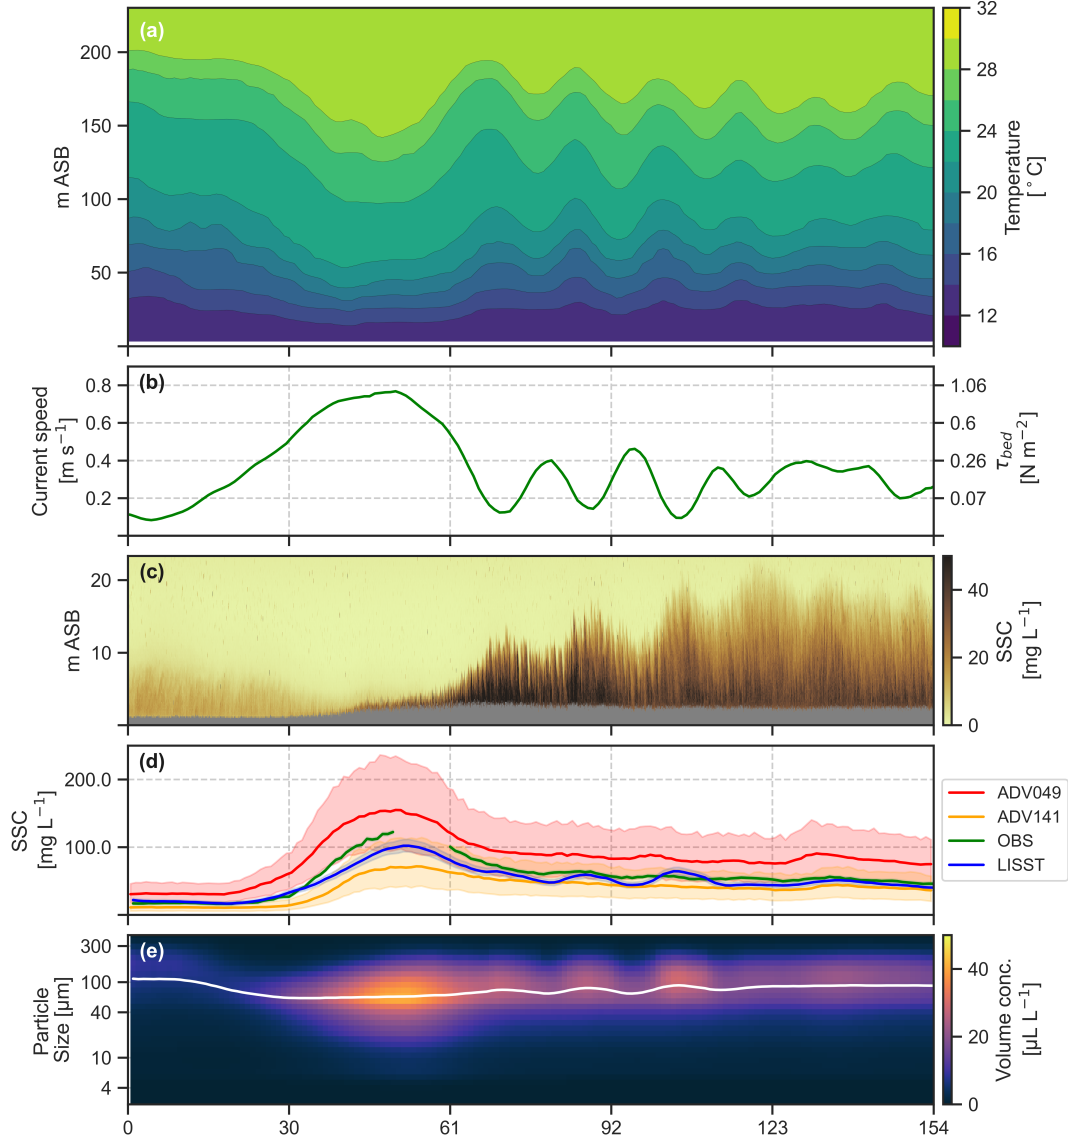 (a)
200
150
100
50
m ASB
32
28
24
20
16
12
Temperature
[°C]
(b)
0.8
0.6
0.4
0.2
Current speed
[m s⁻¹]
1.06
0.6
0.26
0.07
τbed
[N m⁻²]
(c)
20
10
m ASB
40
20
0
SSC
[mg L⁻¹]
(d)
200.0
100.0
SSC
[mg L⁻¹]
ADV049
ADV141
OBS
LISST
(e)
300
100
40
10
4
Particle
Size [μm]
40
20
0
Volume conc.
[μL L⁻¹]
0 30 61 92 123 154